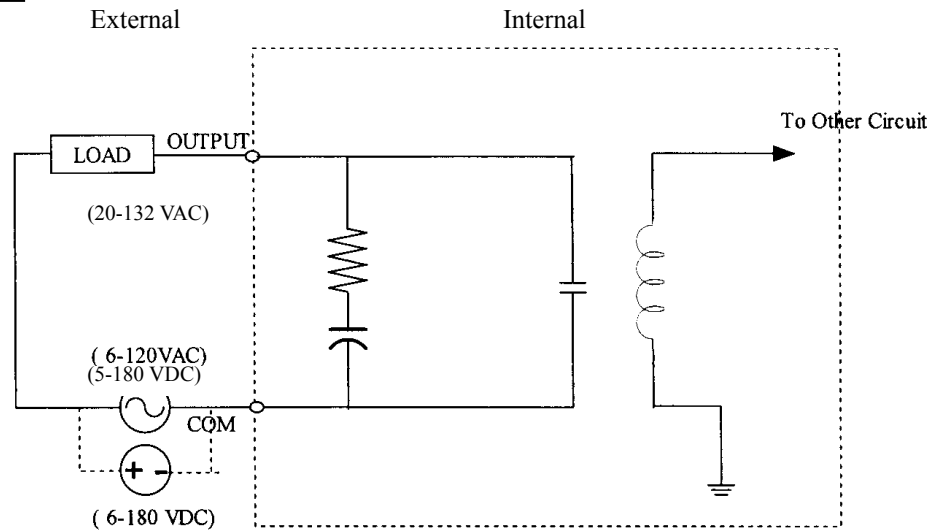 External
Internal
To Other Circuit
OUTPUT
LOAD
(20-132 VAC)
( 6-120VAC)
(5-180 VDC)
COM
+ -
( 6-180 VDC)